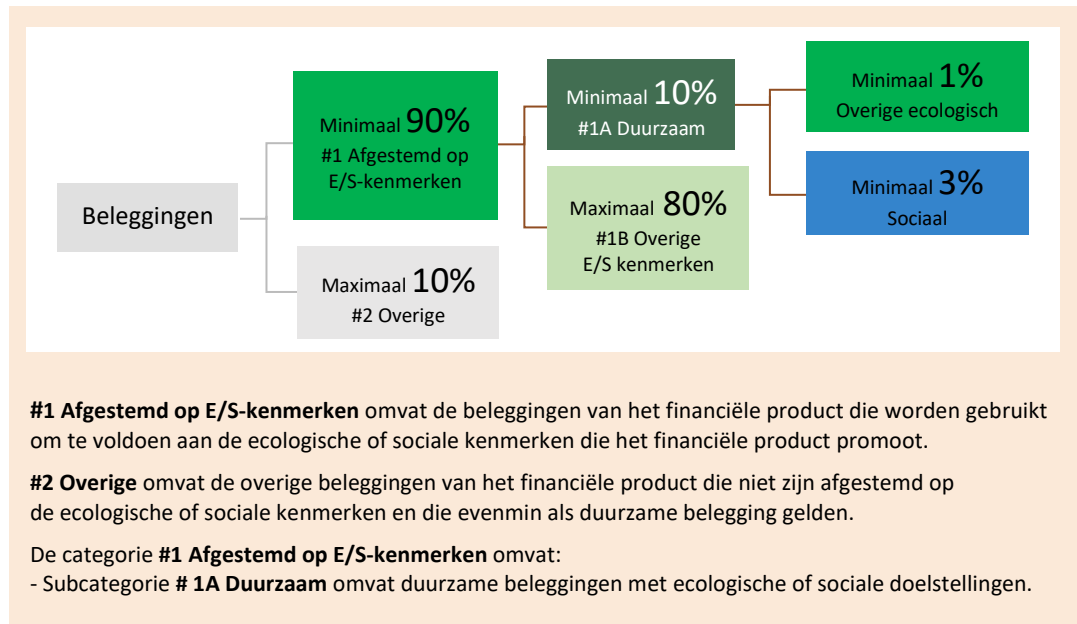 Beleggingen
Minimaal 90%
#1 Afgestemd op
E/S-kenmerken
Maximaal 10%
#2 Overige
Minimaal 10%
#1A Duurzaam
Maximaal 80%
#1B Overige
E/S kenmerken
Minimaal 1%
Overige ecologisch
Minimaal 3%
Sociaal
#1 Afgestemd op E/S-kenmerken omvat de beleggingen van het financiële product die worden gebruikt
om te voldoen aan de ecologische of sociale kenmerken die het financiële product promoot.
#2 Overige omvat de overige beleggingen van het financiële product die niet zijn afgestemd op
de ecologische of sociale kenmerken en die evenmin als duurzame belegging gelden.
De categorie #1 Afgestemd op E/S-kenmerken omvat:
- Subcategorie # 1A Duurzaam omvat duurzame beleggingen met ecologische of sociale doelstellingen.